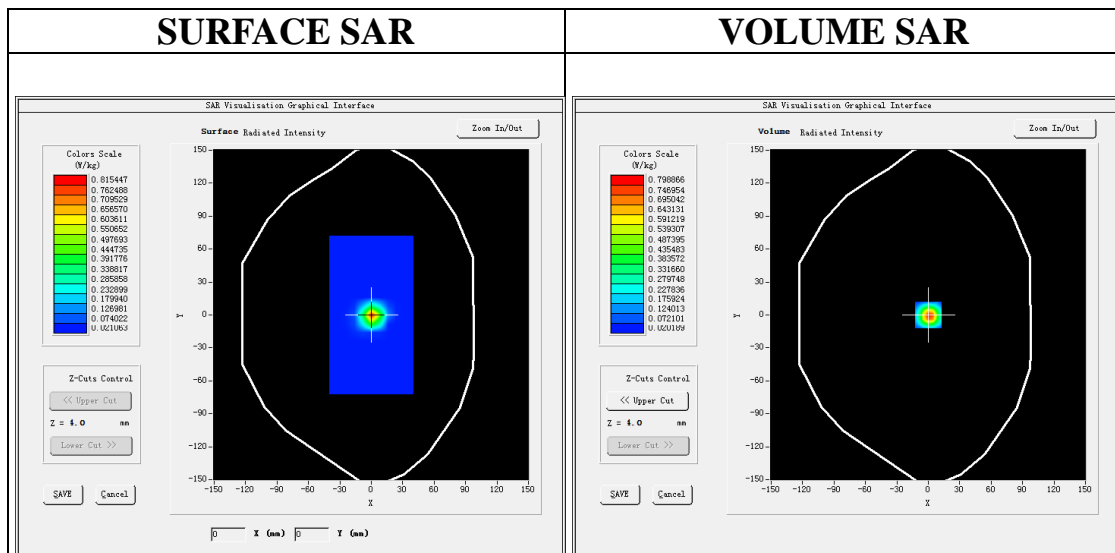 SURFACE SAR
VOLUME SAR
SAR Visualisation Graphical Interface
Surface Radiated Intensity
Zoom In/Out
Colors Scale
(W/kg)
0.815447
0.762488
0.709529
0.656570
0.603611
0.550652
0.497693
0.444735
0.391776
0.338817
0.285858
0.232899
0.179940
0.126981
0.074022
0.021063
150
120
90
60
30
0
-30
-60
-90
-120
-150
Y
-150 -120 -90 -60 -30 0 30 60 90 120 150
X
Z-Cuts Control
<< Upper Cut
Z = 4.0 mm
Lower Cut >>
SAVE Cancel
0 X (mm) 0 Y (mm)
SAR Visualisation Graphical Interface
Volume Radiated Intensity
Zoom In/Out
Colors Scale
(W/kg)
0.798866
0.746954
0.695042
0.643131
0.591219
0.539307
0.487395
0.435483
0.383572
0.331660
0.279748
0.227836
0.175924
0.124013
0.072101
0.020189
150
120
90
60
30
0
-30
-60
-90
-120
-150
Y
-150 -120 -90 -60 -30 0 30 60 90 120 150
X
Z-Cuts Control
<< Upper Cut
Z = 4.0 mm
Lower Cut >>
SAVE Cancel